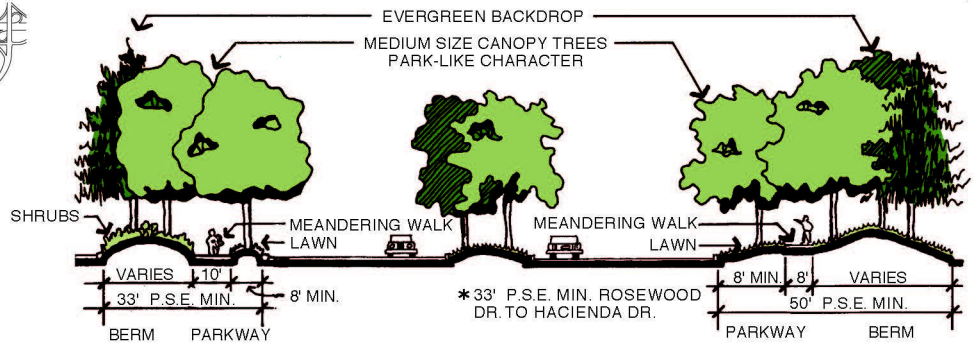 EVERGREEN BACKDROP
MEDIUM SIZE CANOPY TREES
PARK-LIKE CHARACTER
SHRUBS
MEANDERING WALK
LAWN
MEANDERING WALK
LAWN
VARIES
10'
8' MIN.
33' P.S.E. MIN.
BERM
PARKWAY
*33' P.S.E. MIN. ROSEWOOD
DR. TO HACIENDA DR.
8' MIN.
8'
VARIES
50' P.S.E. MIN.
PARKWAY
BERM